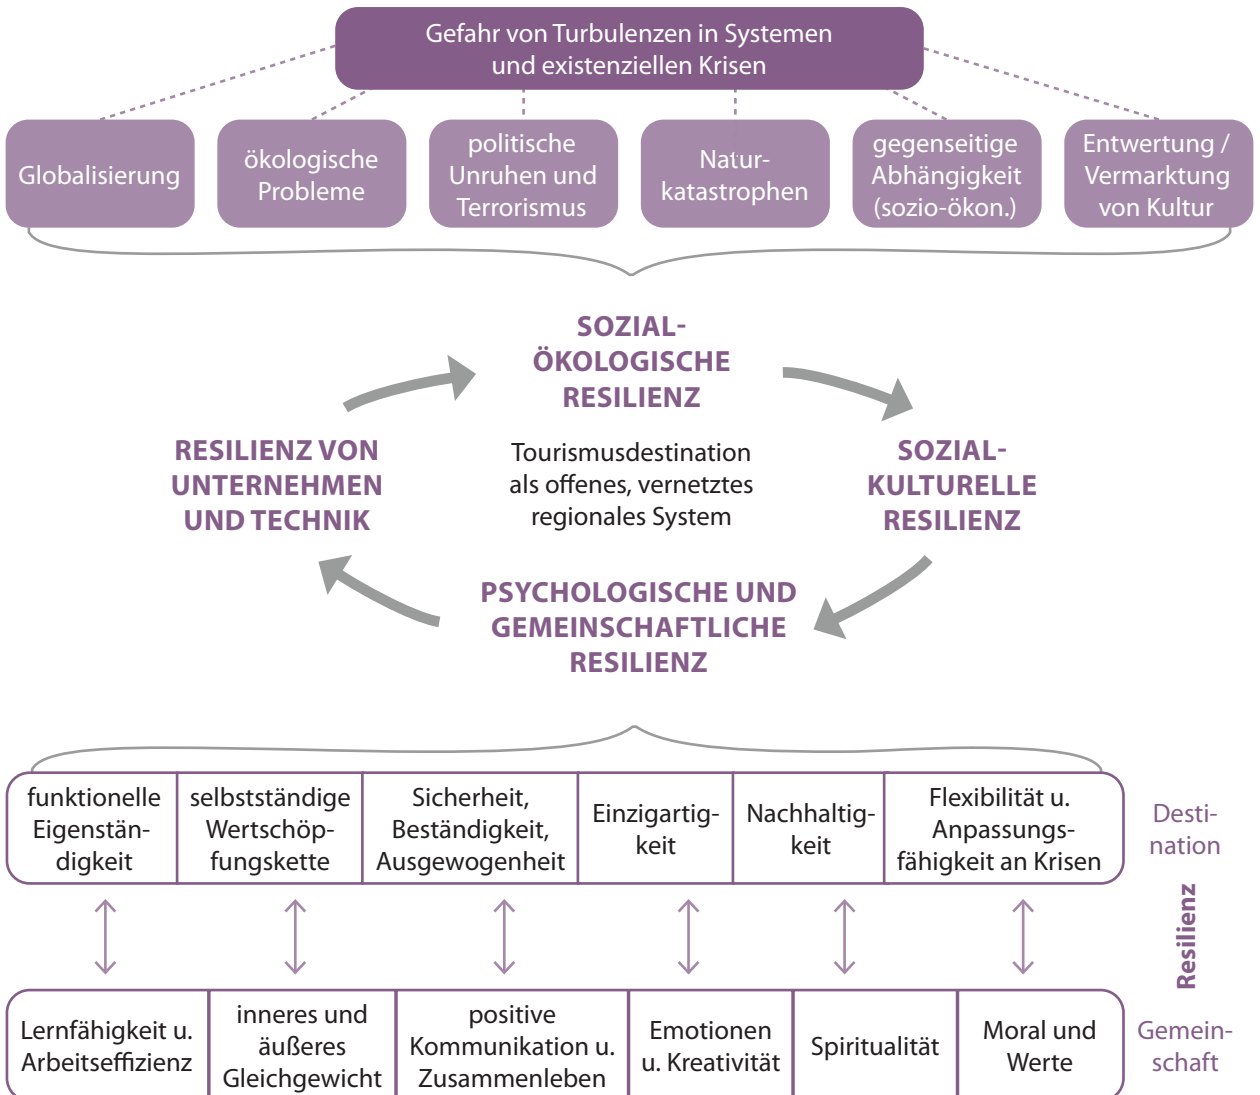 Gefahr von Turbulenzen in Systemen
und existenziellen Krisen
Globalisierung
ökologische
Probleme
politische
Unruhen und
Terrorismus
Natur-
katastrophen
gegenseitige
Abhängigkeit
(sozio-ökon.)
Entwertung /
Vermarktung
von Kultur
SOZIAL-
ÖKOLOGISCHE
RESILIENZ
RESILIENZ VON
UNTERNEHMEN
UND TECHNIK
Tourismusdestination
als offenes, vernetztes
regionales System
SOZIAL-
KULTURELLE
RESILIENZ
PSYCHOLOGISCHE UND
GEMEINSCHAFTLICHE
RESILIENZ
funktionelle
Eigenstän-
digkeit
selbstständige
Wertschöp-
fungskette
Sicherheit,
Beständigkeit,
Ausgewogenheit
Einzigartig-
keit
Nachhaltig-
keit
Flexibilität u.
Anpassungs-
fähigkeit an Krisen
Desti-
nation
Resilienz
Lernfähigkeit u.
Arbeitseffizienz
inneres und
äußeres
Gleichgewicht
positive
Kommunikation u.
Zusammenleben
Emotionen
u. Kreativität
Spiritualität
Moral und
Werte
Gemein-
schaft